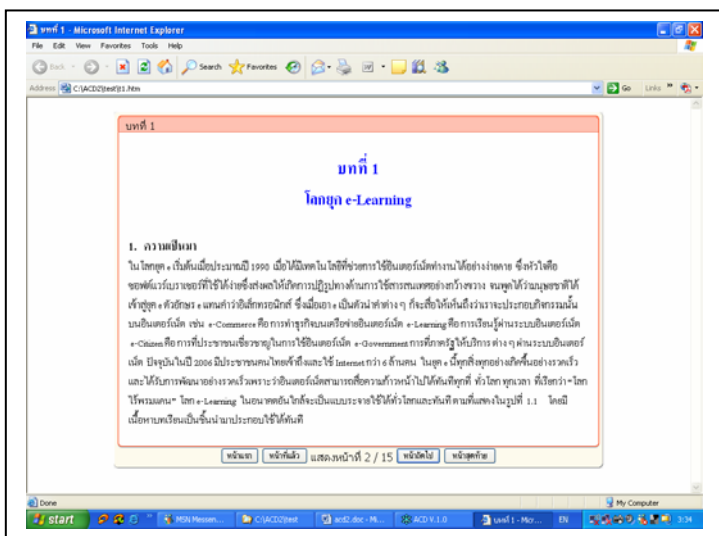 บทที่ 1 - Microsoft Internet Explorer
File Edit View Favorites Tools Help
Back Search Favorites
Address C:\ACD2\test\t1.htm Go Links
บทที่ 1
บทที่ 1
โลกยุค e-Learning
1. ความเป็นมา
ในโลกยุค e เริ่มต้นเมื่อประมาณปี 1990 เมื่อได้มีเทคโนโลยีที่ช่วยการใช้อินเตอร์เน็ตทำงานได้อย่างง่ายดาย ซึ่งหัวใจคือ
ซอฟต์แวร์เบราเซอร์ที่ใช้ได้ง่ายซึ่งส่งผลให้เกิดการปฏิรูปทางด้านการใช้สารสนเทศอย่างกว้างขวาง จนพูดได้ว่ามนุษยชาติได้
เข้าสู่ยุค e ตัวอักษร e แทนคำว่าอิเล็กทรอนิกส์ ซึ่งเมื่อเอา e เป็นตัวนำคำต่าง ๆ ก็จะสื่อให้เห็นถึงว่าเราจะประกอบกิจกรรมนั้น
บนอินเตอร์เน็ต เช่น e-Commerce คือ การทำธุรกิจบนเครือข่ายอินเตอร์เน็ต e-Learning คือ การเรียนรู้ผ่านระบบอินเตอร์เน็ต
e-Citizen คือ การที่ประชาชนเชี่ยวชาญในการใช้อินเตอร์เน็ต e-Government การที่ภาครัฐให้บริการ ต่าง ๆ ผ่านระบบอินเตอร์
เน็ต ปัจจุบันในปี 2006 มีประชาชนคนไทยเข้าถึงและใช้ Internet กว่า 6 ล้านคน ในยุค e นี้ทุกสิ่งทุกอย่างเกิดขึ้นอย่างรวดเร็ว
และได้รับการพัฒนาอย่างรวดเร็วเพราะว่าอินเตอร์เน็ตสามารถสื่อความก้าวหน้าไปได้ทันทีทุกที่ ทั่วโลก ทุกเวลา ที่เรียกว่า "โลก
ไร้พรมแดน" โลก e-Learning ในอนาคตอันใกล้จะเป็นแบบระจายใช้ได้ทั่วโลกและทันที ตามที่แสดงในรูปที่ 1.1 โดยมี
เนื้อหาบทเรียนเป็นชิ้นนำมาประกอบใช้ได้ทันที
หน้าแรก หน้าที่แล้ว แสดงหน้าที่ 2 / 15 หน้าถัดไป หน้าสุดท้าย
Done My Computer
start MSN Messen... C:\ACD2\test acd2.doc - Mi... ACD V.1.0 บทที่ 1 - Micr... EN 3:34